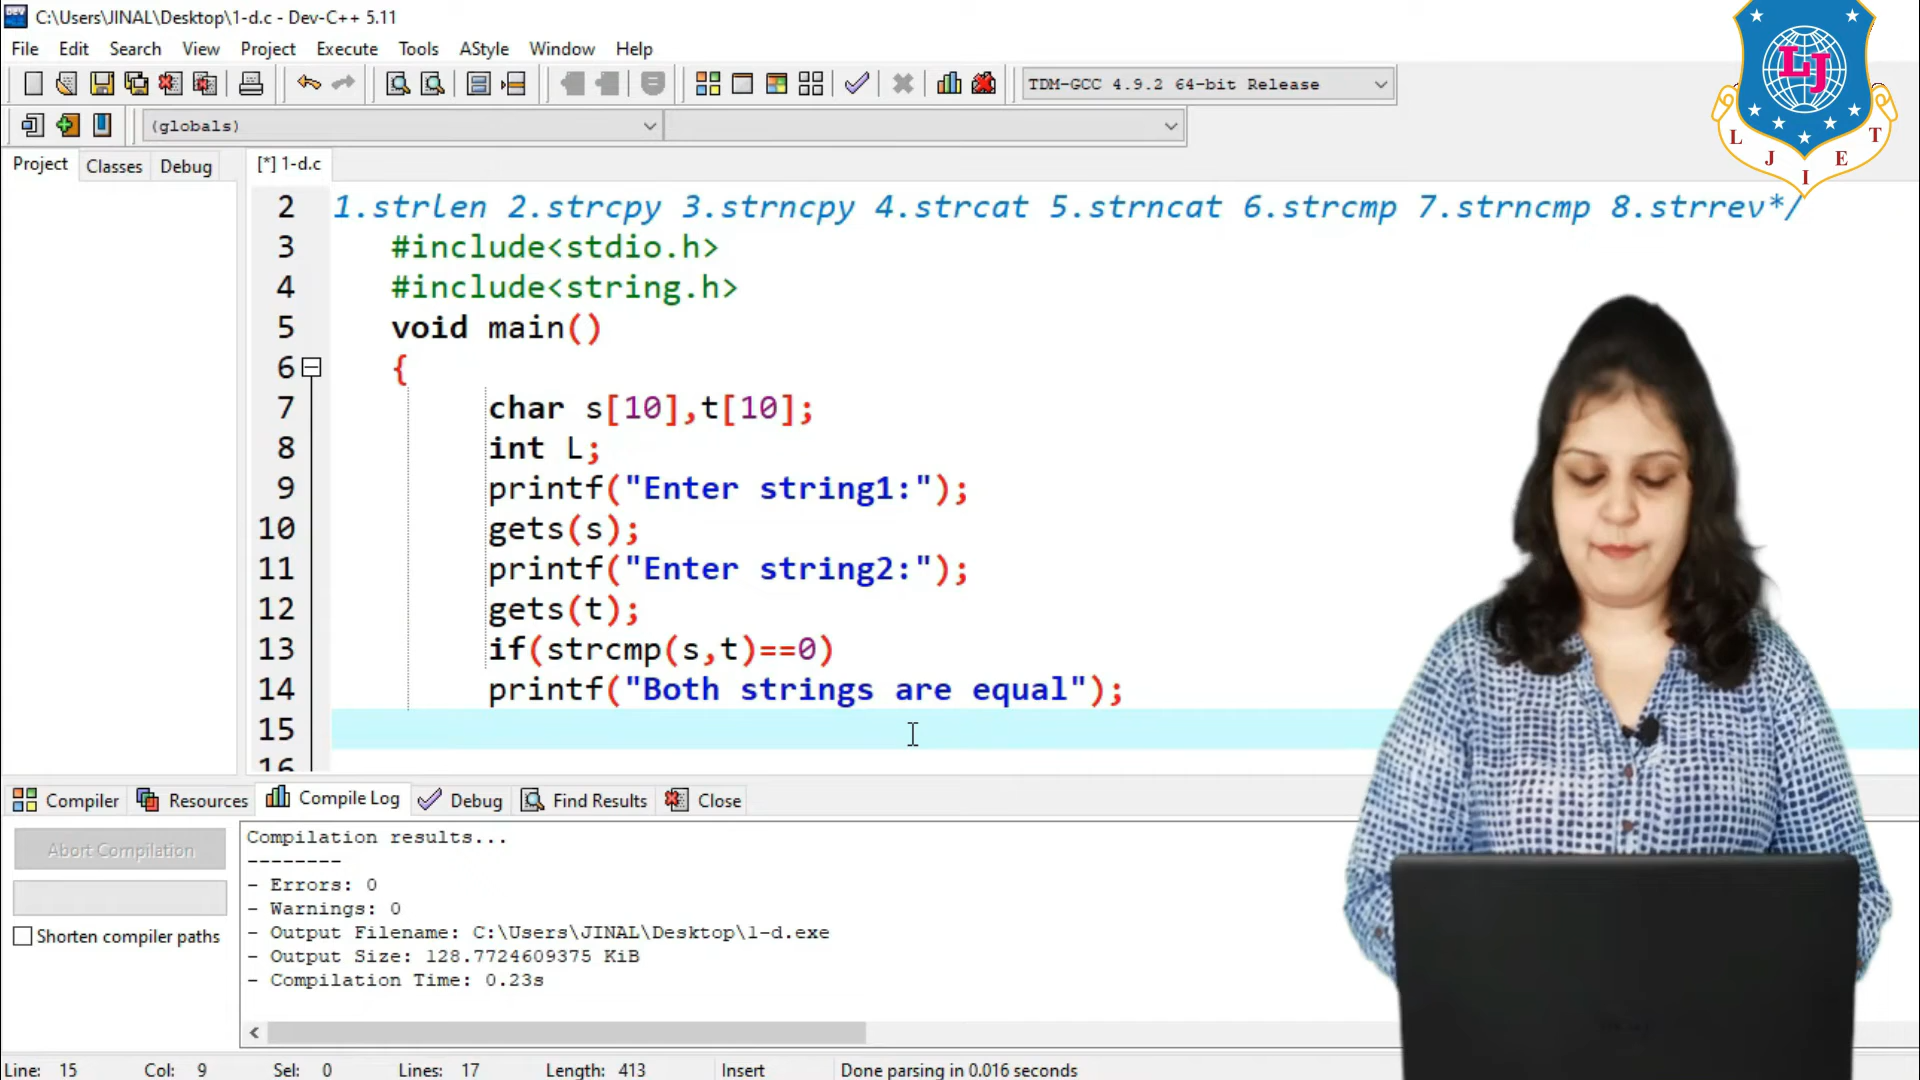 C:\Users\JINAL\Desktop\1-d.c - Dev-C++ 5.11
File Edit Search View Project Execute Tools AStyle Window Help
TDM-GCC 4.9.2 64-bit Release
(globals)
Project Classes Debug [*] 1-d.c
LJ
L J I E T
2 1.strlen 2.strcpy 3.strncpy 4.strcat 5.strncat 6.strcmp 7.strncmp 8.strrev*/
3 #include<stdio.h>
4 #include<string.h>
5 void main()
6 {
7 char s[10],t[10];
8 int L;
9 printf("Enter string1:");
10 gets(s);
11 printf("Enter string2:");
12 gets(t);
13 if(strcmp(s,t)==0)
14 printf("Both strings are equal");
15
16
Compiler Resources Compile Log Debug Find Results Close
Abort Compilation
Shorten compiler paths
Compilation results...
--------
- Errors: 0
- Warnings: 0
- Output Filename: C:\Users\JINAL\Desktop\1-d.exe
- Output Size: 128.7724609375 KiB
- Compilation Time: 0.23s
Line: 15 Col: 9 Sel: 0 Lines: 17 Length: 413 Insert Done parsing in 0.016 seconds